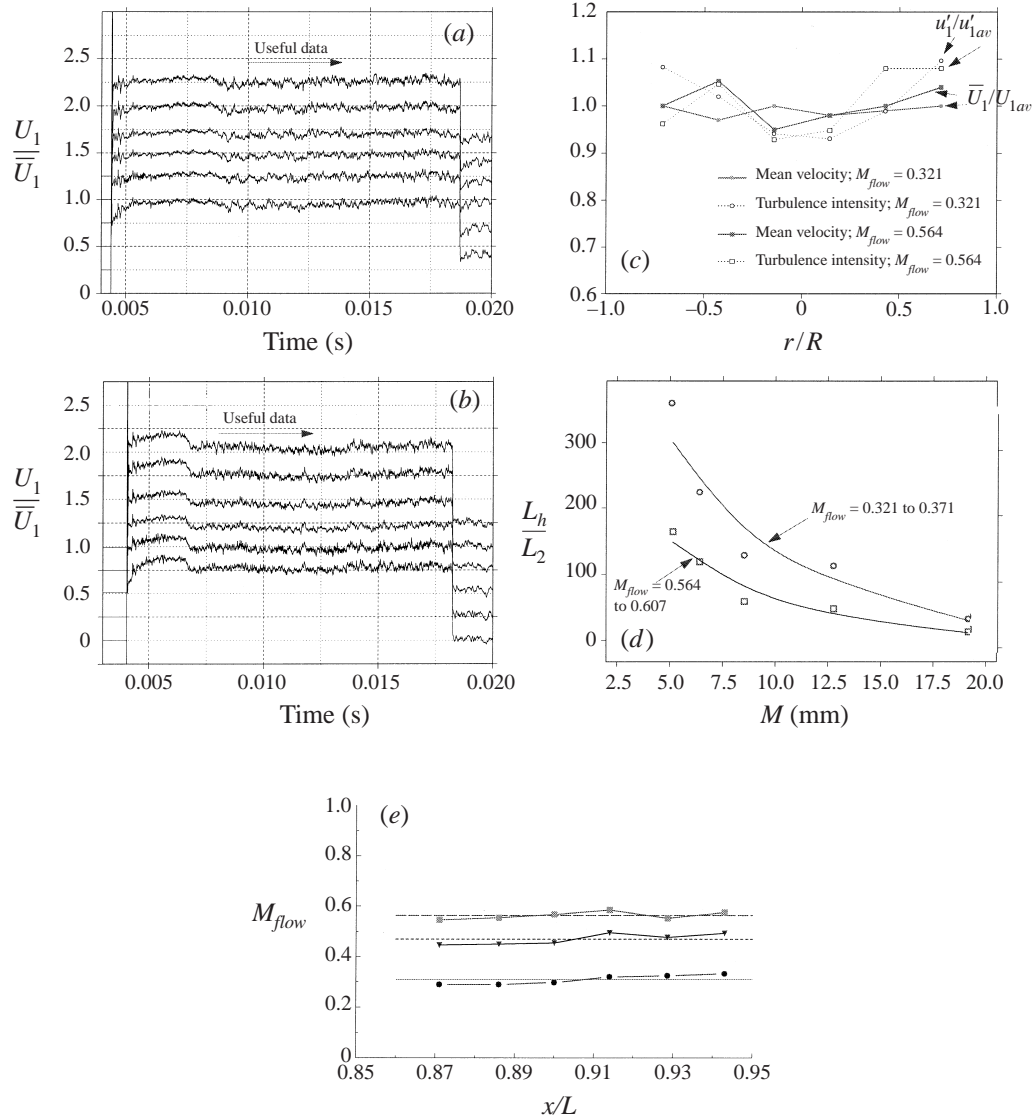 (a)
Useful data
2.5
2.0
1.5
1.0
0.5
0
U1
U̅1
0.005 0.010 0.015 0.020
Time (s)
(b)
Useful data
2.5
2.0
1.5
1.0
0.5
0
U1
U̅1
0.005 0.010 0.015 0.020
Time (s)
u′1/u′1av
U̅1/U1av
1.2
1.1
1.0
0.9
0.8
0.7
0.6
Mean velocity; Mflow = 0.321
Turbulence intensity; Mflow = 0.321
Mean velocity; Mflow = 0.564
Turbulence intensity; Mflow = 0.564
(c)
–1.0 –0.5 0 0.5 1.0
r/R
300
200
100
0
Lh
L2
Mflow = 0.321 to 0.371
Mflow = 0.564
to 0.607
(d)
2.5 5.0 7.5 10.0 12.5 15.0 17.5 20.0
M (mm)
(e)
1.0
0.8
0.6
0.4
0.2
0
Mflow
0.85 0.87 0.89 0.91 0.93 0.95
x/L